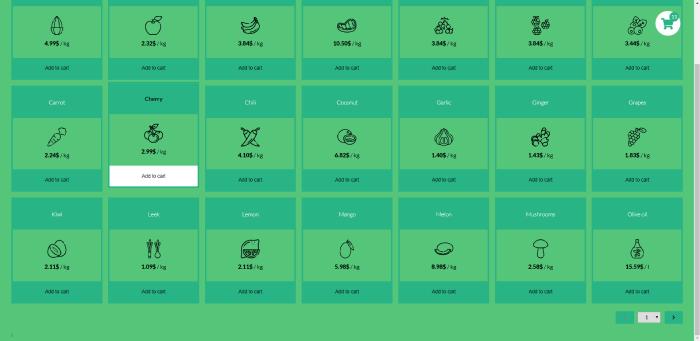 4.99$ / kg 2.32$ / kg 3.84$ / kg 10.50$ / kg 3.84$ / kg 3.84$ / kg 3.44$ / kg
Add to cart Add to cart Add to cart Add to cart Add to cart Add to cart Add to cart
Carrot Cherry Chili Coconut Garlic Ginger Grapes
2.24$ / kg 2.99$ / kg 4.10$ / kg 6.82$ / kg 1.40$ / kg 1.43$ / kg 1.83$ / kg
Add to cart Add to cart Add to cart Add to cart Add to cart Add to cart Add to cart
Kiwi Leek Lemon Mango Melon Mushrooms Olive oil
2.11$ / kg 1.09$ / kg 2.11$ / kg 5.98$ / kg 8.98$ / kg 2.58$ / kg 15.59$ / l
Add to cart Add to cart Add to cart Add to cart Add to cart Add to cart Add to cart
1